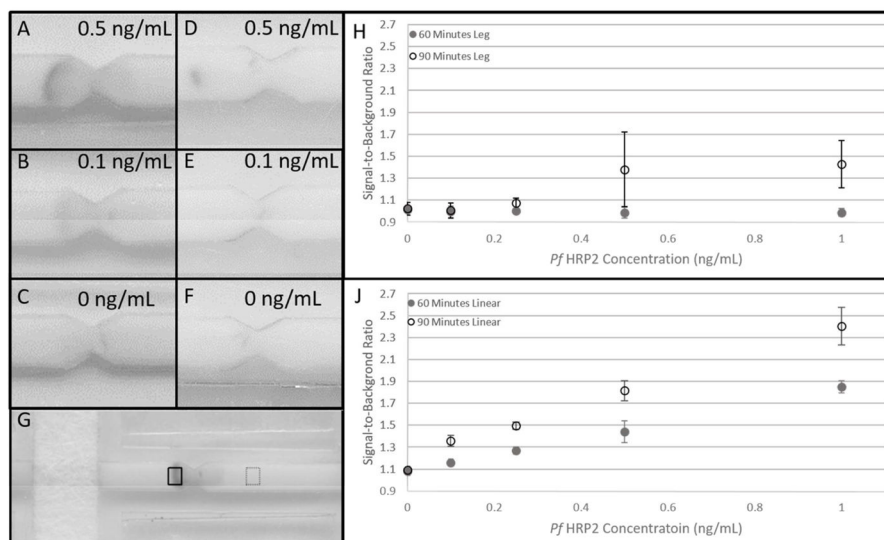 A 0.5 ng/mL
D 0.5 ng/mL
B 0.1 ng/mL
E 0.1 ng/mL
C 0 ng/mL
F 0 ng/mL
G
H
60 Minutes Leg
90 Minutes Leg
Signal-to-Background Ratio
2.7
2.5
2.3
2.1
1.9
1.7
1.5
1.3
1.1
0.9
0 0.2 0.4 0.6 0.8 1
Pf HRP2 Concentration (ng/mL)
J
60 Minutes Linear
90 Minutes Linear
Signal-to-Backgrond Ratio
2.7
2.5
2.3
2.1
1.9
1.7
1.5
1.3
1.1
0.9
0 0.2 0.4 0.6 0.8 1
Pf HRP2 Concentratoin (ng/mL)